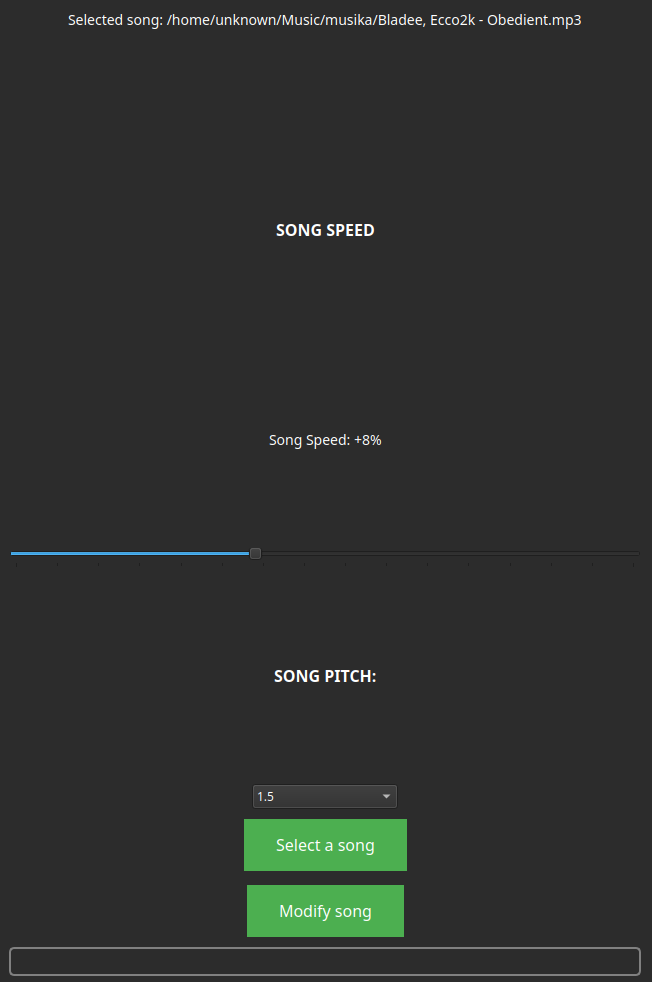 Selected song: /home/unknown/Music/musika/Bladee, Ecco2k - Obedient.mp3
SONG SPEED
Song Speed: +8%
SONG PITCH:
1.5
Select a song
Modify song